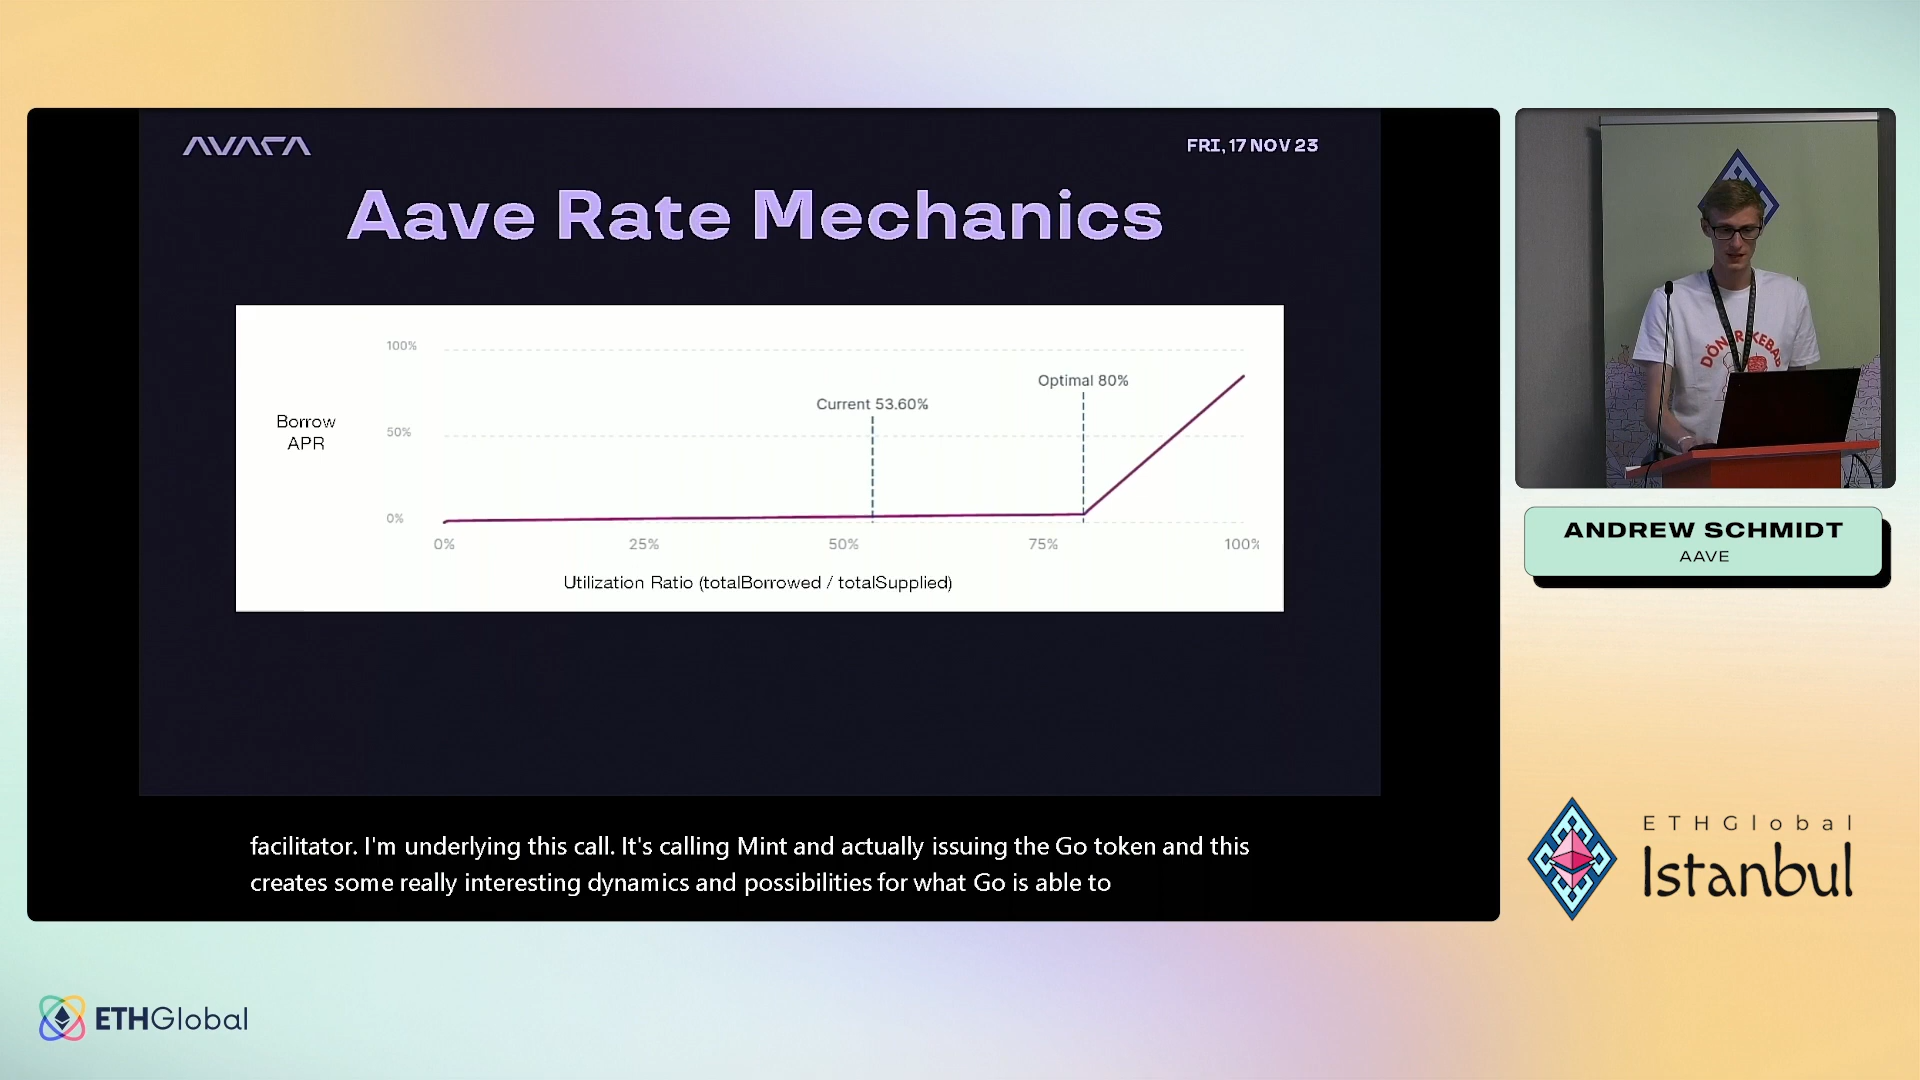 AVARA
FRI, 17 NOV 23
Aave Rate Mechanics
100%
Optimal 80%
Current 53.60%
Borrow
APR
50%
0%
0%
25%
50%
75%
100%
Utilization Ratio (totalBorrowed / totalSupplied)
facilitator. I'm underlying this call. It's calling Mint and actually issuing the Go token and this
creates some really interesting dynamics and possibilities for what Go is able to
DÖNER KEBAB
ANDREW SCHMIDT
AAVE
ETHGlobal
Istanbul
ETHGlobal